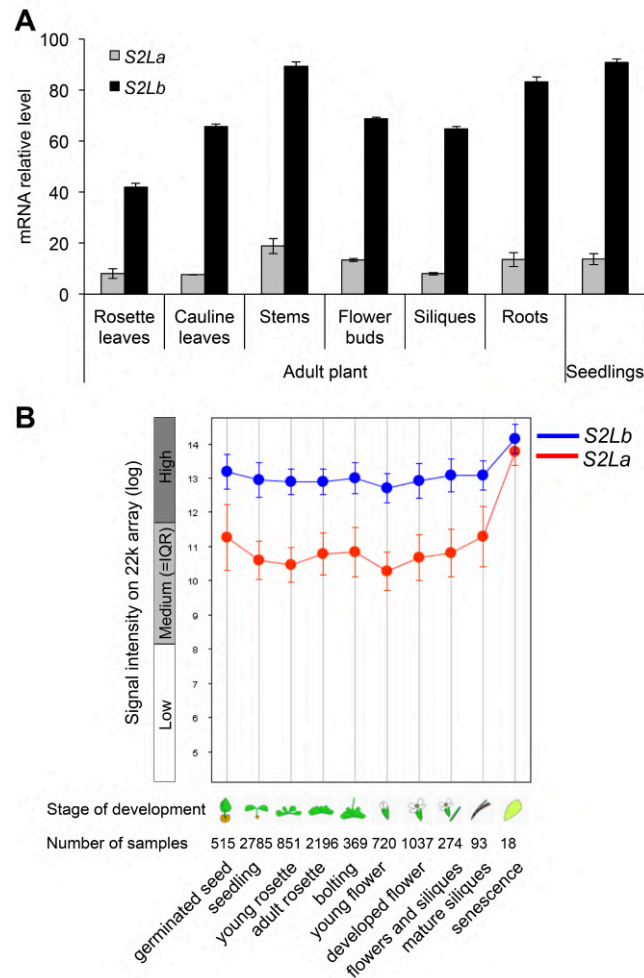 A
S2La
S2Lb
mRNA relative level
100
80
60
40
20
0
Rosette leaves
Cauline leaves
Stems
Flower buds
Siliques
Roots
Adult plant
Seedlings
B
S2Lb
S2La
Signal intensity on 22k array (log)
High
Medium (=IQR)
Low
14
13
12
11
10
9
8
7
6
5
Stage of development
Number of samples 515 2785 851 2196 369 720 1037 274 93 18
germinated seed
seedling
young rosette
adult rosette
bolting
young flower
developed flower
flowers and siliques
mature siliques
senescence